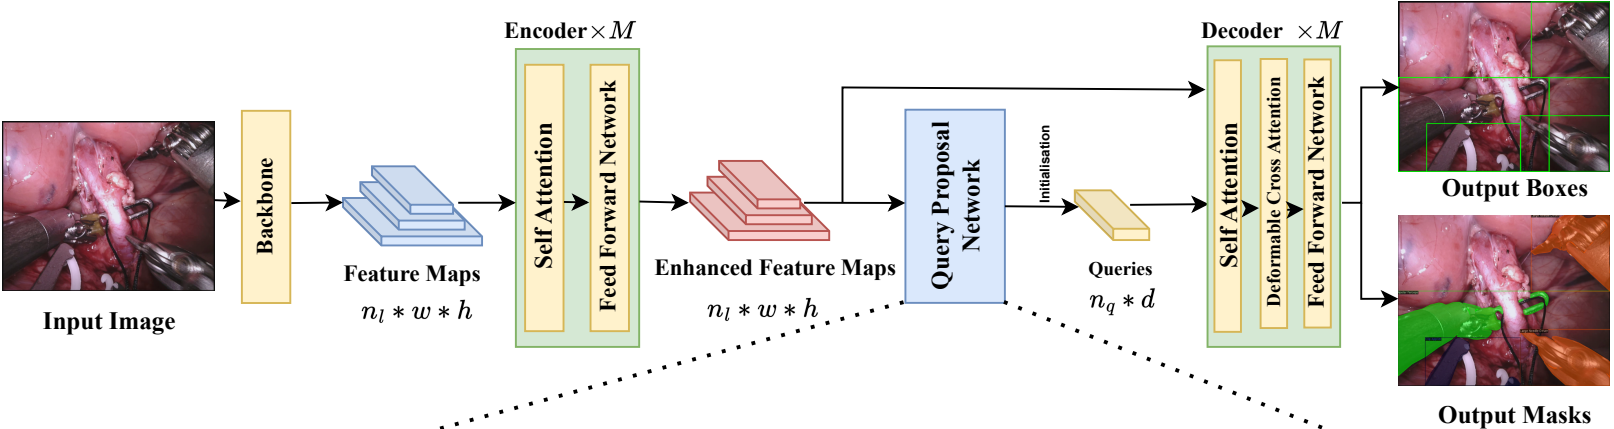 Input Image
Backbone
Feature Maps
n_l * w * h
Encoder × M
Self Attention
Feed Forward Network
Enhanced Feature Maps
n_l * w * h
Query Proposal
Network
Initialisation
Queries
n_q * d
Decoder × M
Self Attention
Deformable Cross Attention
Feed Forward Network
Output Boxes
Output Masks